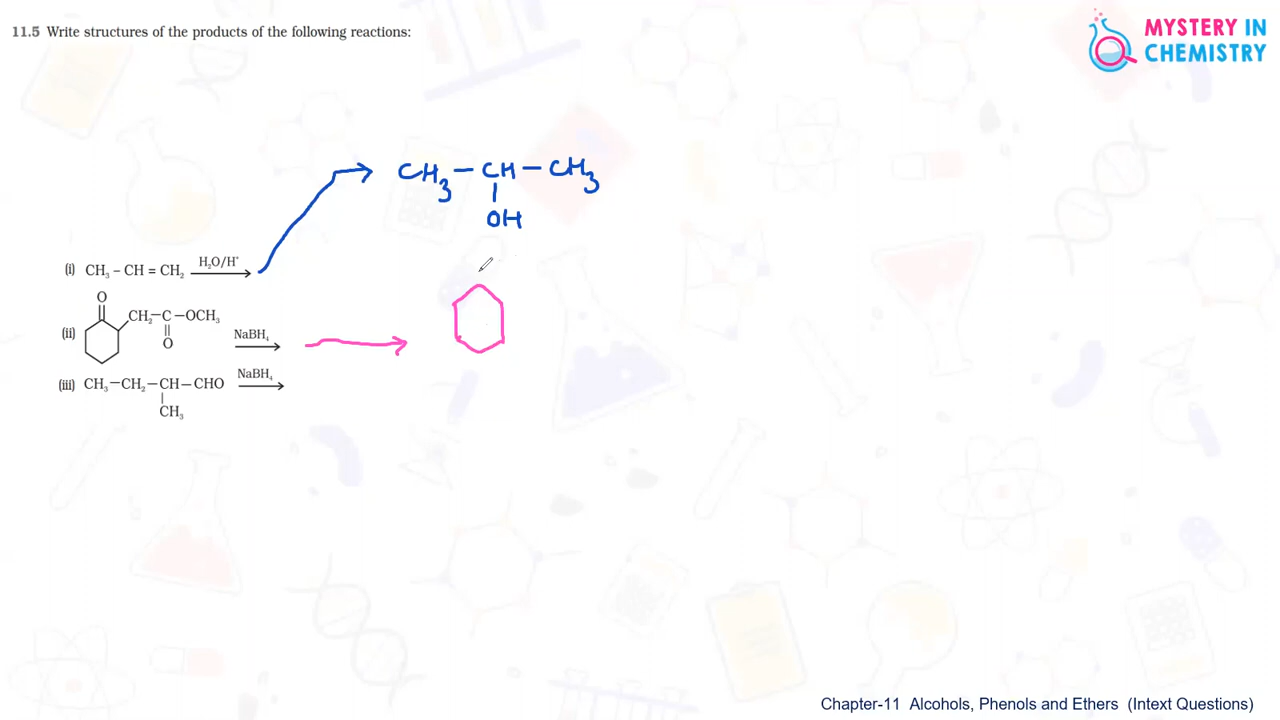 11.5 Write structures of the products of the following reactions:
MYSTERY IN
CHEMISTRY
CH₃ – CH – CH₃
|
OH
(i) CH₃ – CH = CH₂ H₂O/H⁺ →
O
||
(ii) CH₂–C–OCH₃ NaBH₄ →
||
O
(iii) CH₃–CH₂–CH–CHO NaBH₄ →
|
CH₃
Chapter-11 Alcohols, Phenols and Ethers (Intext Questions)